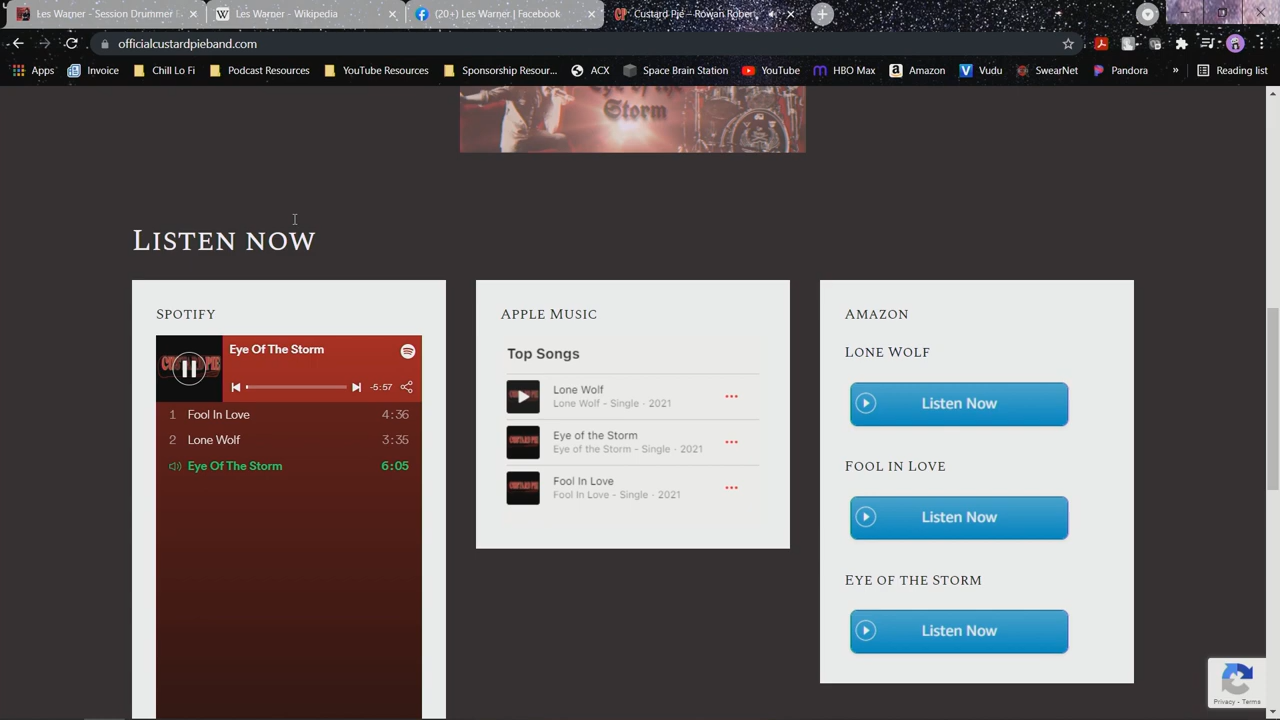 Les Warner - Session Drummer E
Les Warner - Wikipedia
(20+) Les Warner | Facebook
Custard Pie – Rowan Robert
officialcustardpieband.com
Apps
Invoice
Chill Lo Fi
Podcast Resources
YouTube Resources
Sponsorship Resour...
ACX
Space Brain Station
YouTube
HBO Max
Amazon
Vudu
SwearNet
Pandora
»
Reading list
Eye of the
Storm
Listen now
Spotify
Eye Of The Storm
-5:57
1 Fool In Love 4:36
2 Lone Wolf 3:35
Eye Of The Storm 6:05
Apple Music
Top Songs
Lone Wolf
Lone Wolf - Single · 2021
Eye of the Storm
Eye of the Storm - Single · 2021
Fool In Love
Fool In Love - Single · 2021
Amazon
Lone Wolf
Listen Now
Fool in Love
Listen Now
Eye of the Storm
Listen Now
Privacy - Terms